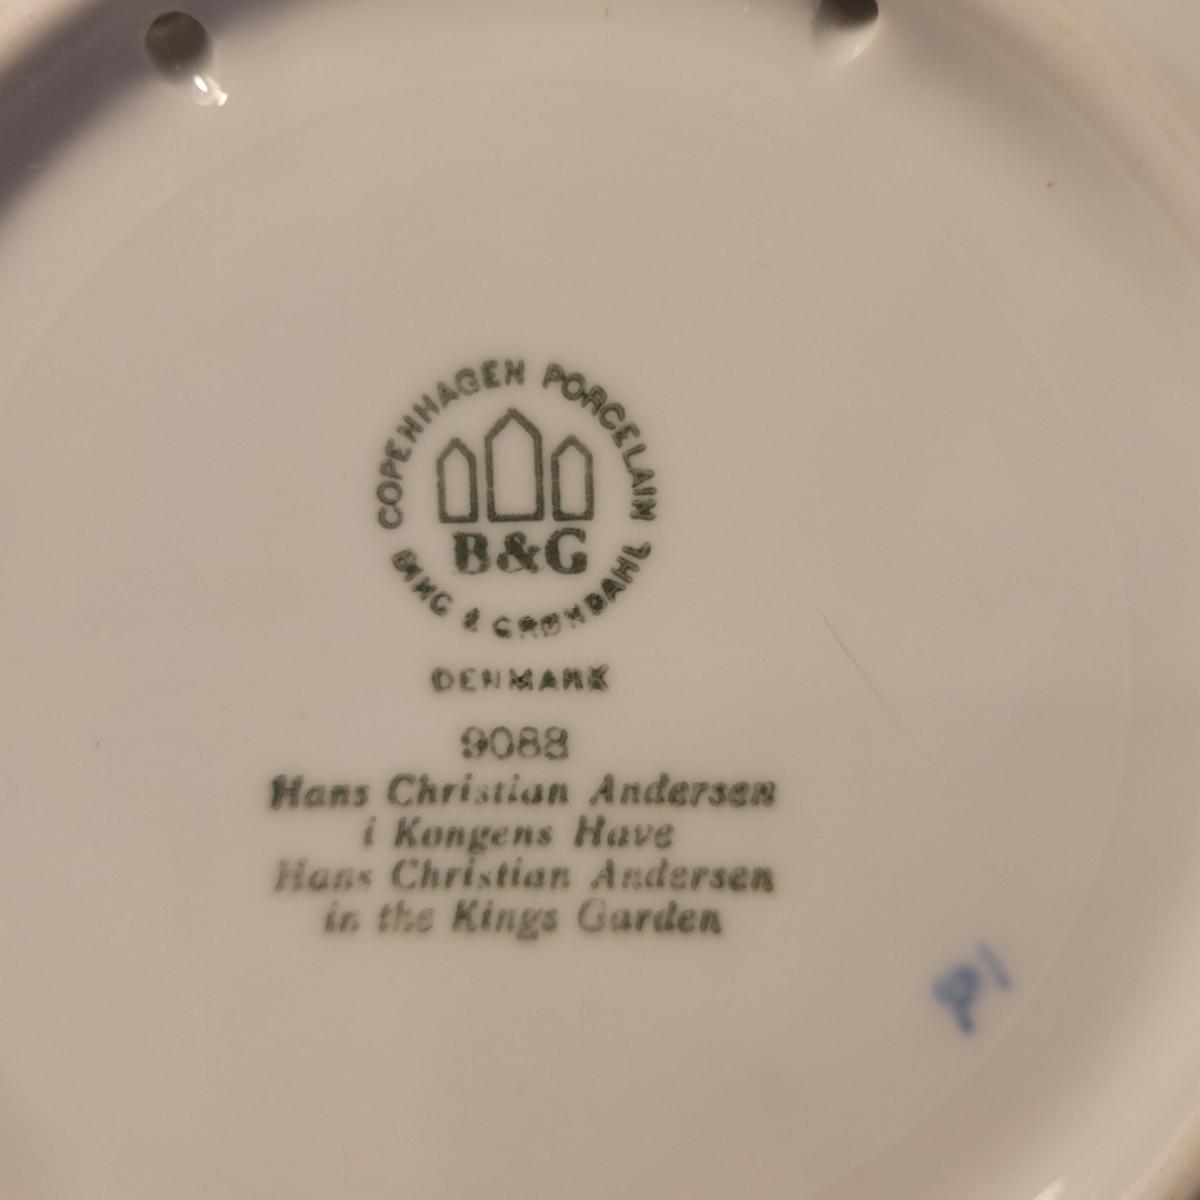 COPENHAGEN PORCELAIN
B&G
BING & GRØNDAHL
DENMARK
9088
Hans Christian Andersen
i Kongens Have
Hans Christian Andersen
in the Kings Garden